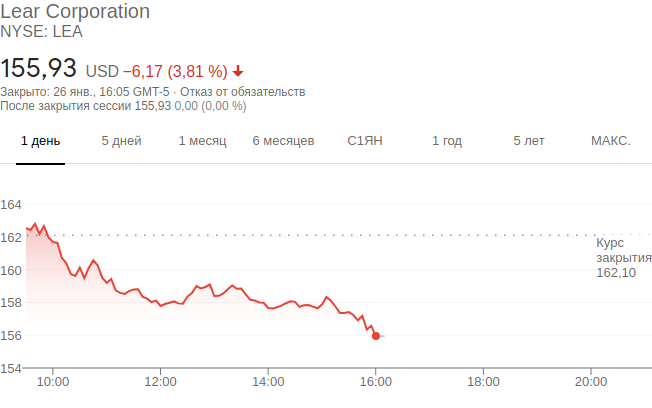 Lear Corporation
NYSE: LEA
155,93 USD −6,17 (3,81 %)
Закрыто: 26 янв., 16:05 GMT-5 · Отказ от обязательств
После закрытия сессии 155,93 0,00 (0,00 %)
1 день 5 дней 1 месяц 6 месяцев С1ЯН 1 год 5 лет МАКС.
164
162
Курс
закрытия
162,10
160
158
156
154
10:00 12:00 14:00 16:00 18:00 20:00